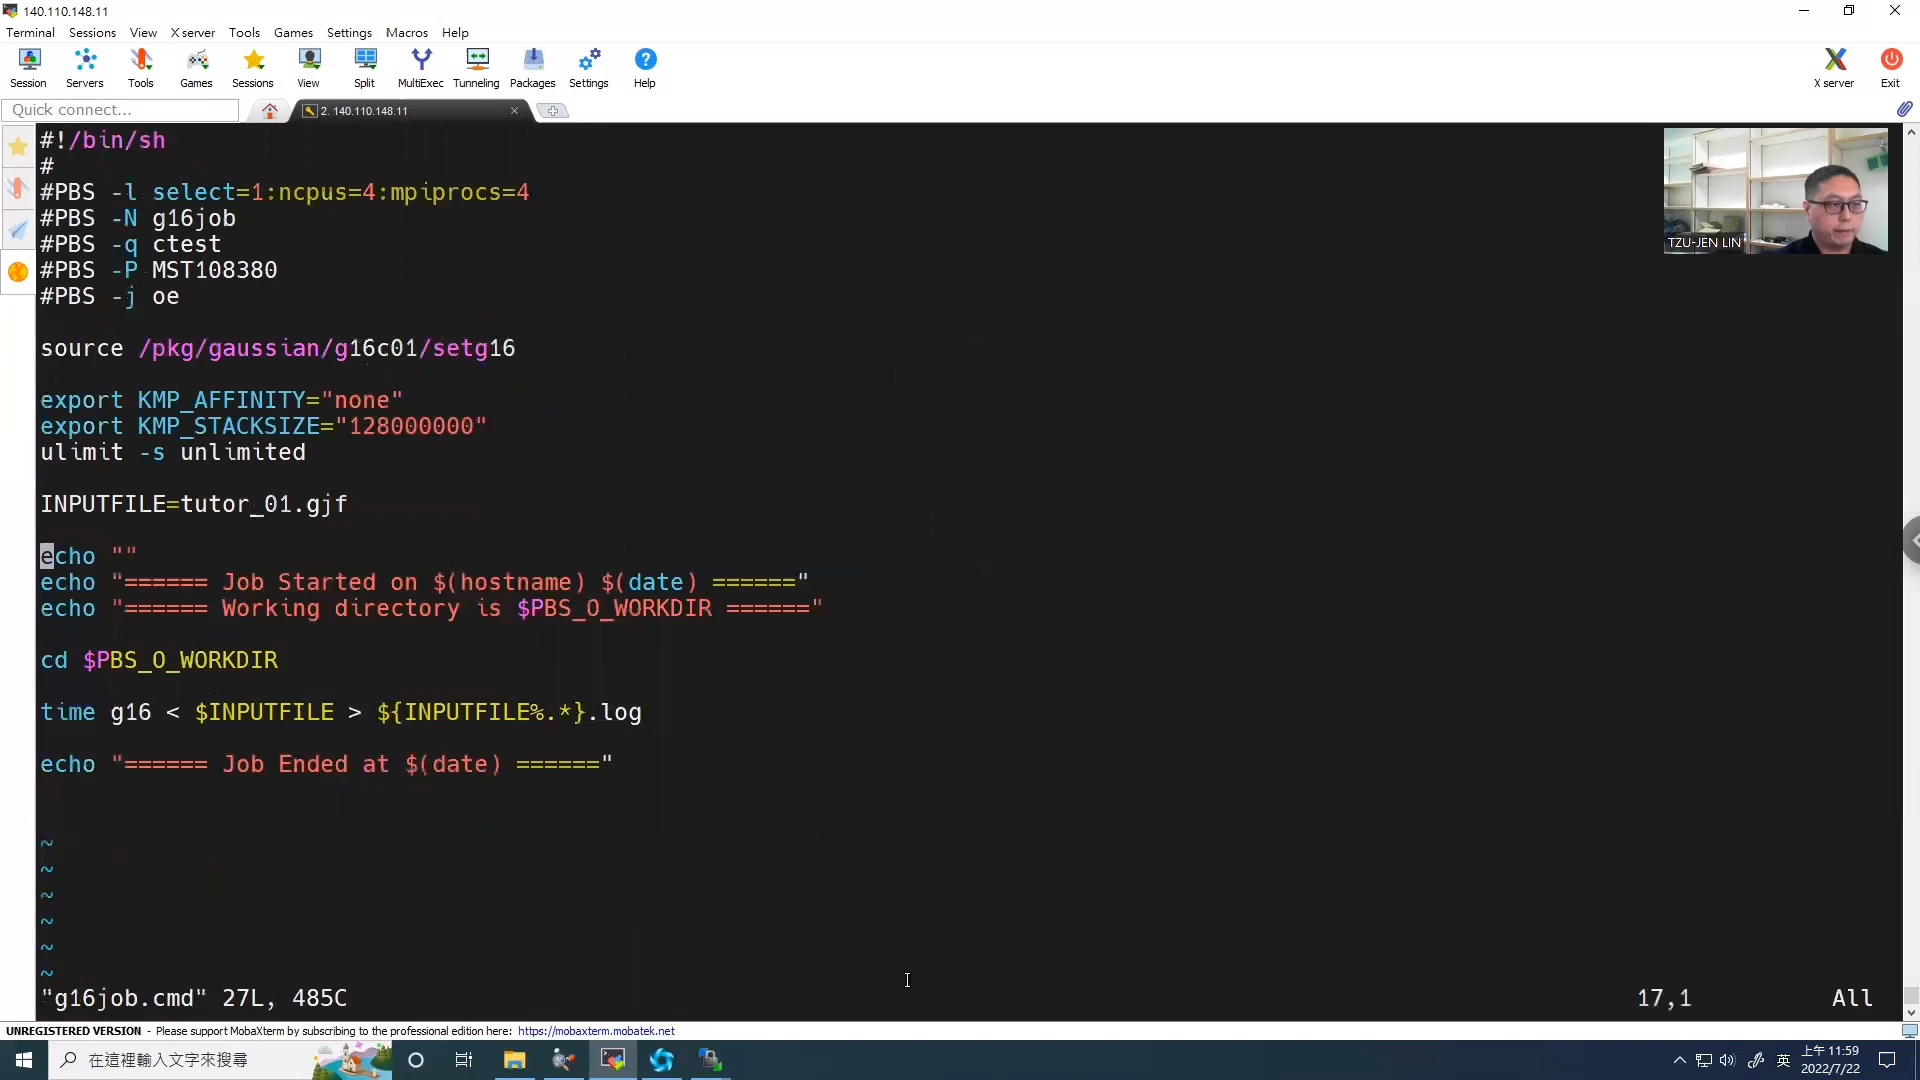 140.110.148.11
Terminal Sessions View X server Tools Games Settings Macros Help
Session Servers Tools Games Sessions View Split MultiExec Tunneling Packages Settings Help X server Exit
Quick connect...
2. 140.110.148.11
#!/bin/sh
#
#PBS -l select=1:ncpus=4:mpiprocs=4
#PBS -N g16job
#PBS -q ctest
#PBS -P MST108380
#PBS -j oe
source /pkg/gaussian/g16c01/setg16
export KMP_AFFINITY="none"
export KMP_STACKSIZE="128000000"
ulimit -s unlimited
INPUTFILE=tutor_01.gjf
echo ""
echo "====== Job Started on $(hostname) $(date) ======"
echo "====== Working directory is $PBS_O_WORKDIR ======"
cd $PBS_O_WORKDIR
time g16 < $INPUTFILE > ${INPUTFILE%.*}.log
echo "====== Job Ended at $(date) ======"
~
~
~
~
~
~
"g16job.cmd" 27L, 485C 17,1 All
TZU-JEN LIN
UNREGISTERED VERSION - Please support MobaXterm by subscribing to the professional edition here: https://mobaxterm.mobatek.net
在這裡輸入文字來搜尋
英
上午 11:59
2022/7/22